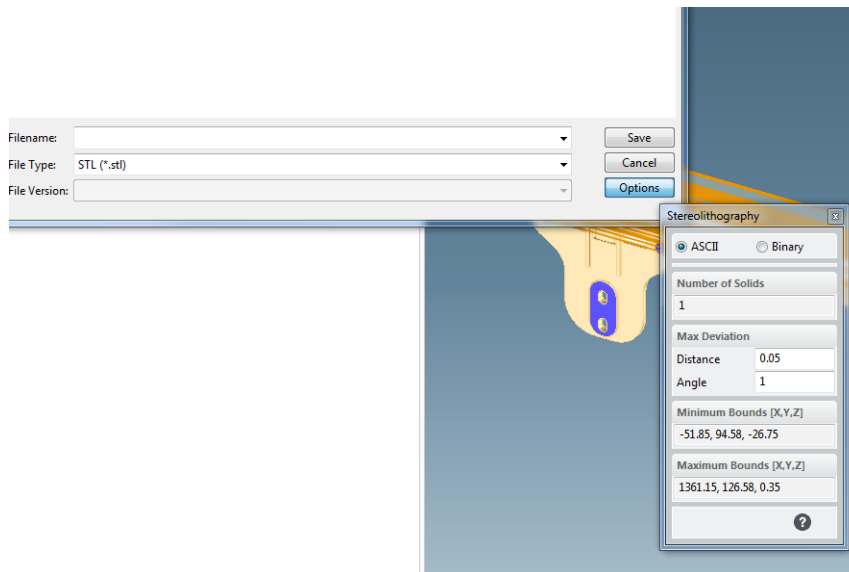 Filename:
Save
File Type: STL (*.stl)
Cancel
File Version:
Options
Stereolithography
ASCII Binary
Number of Solids
1
Max Deviation
Distance 0.05
Angle 1
Minimum Bounds [X,Y,Z]
-51.85, 94.58, -26.75
Maximum Bounds [X,Y,Z]
1361.15, 126.58, 0.35
?